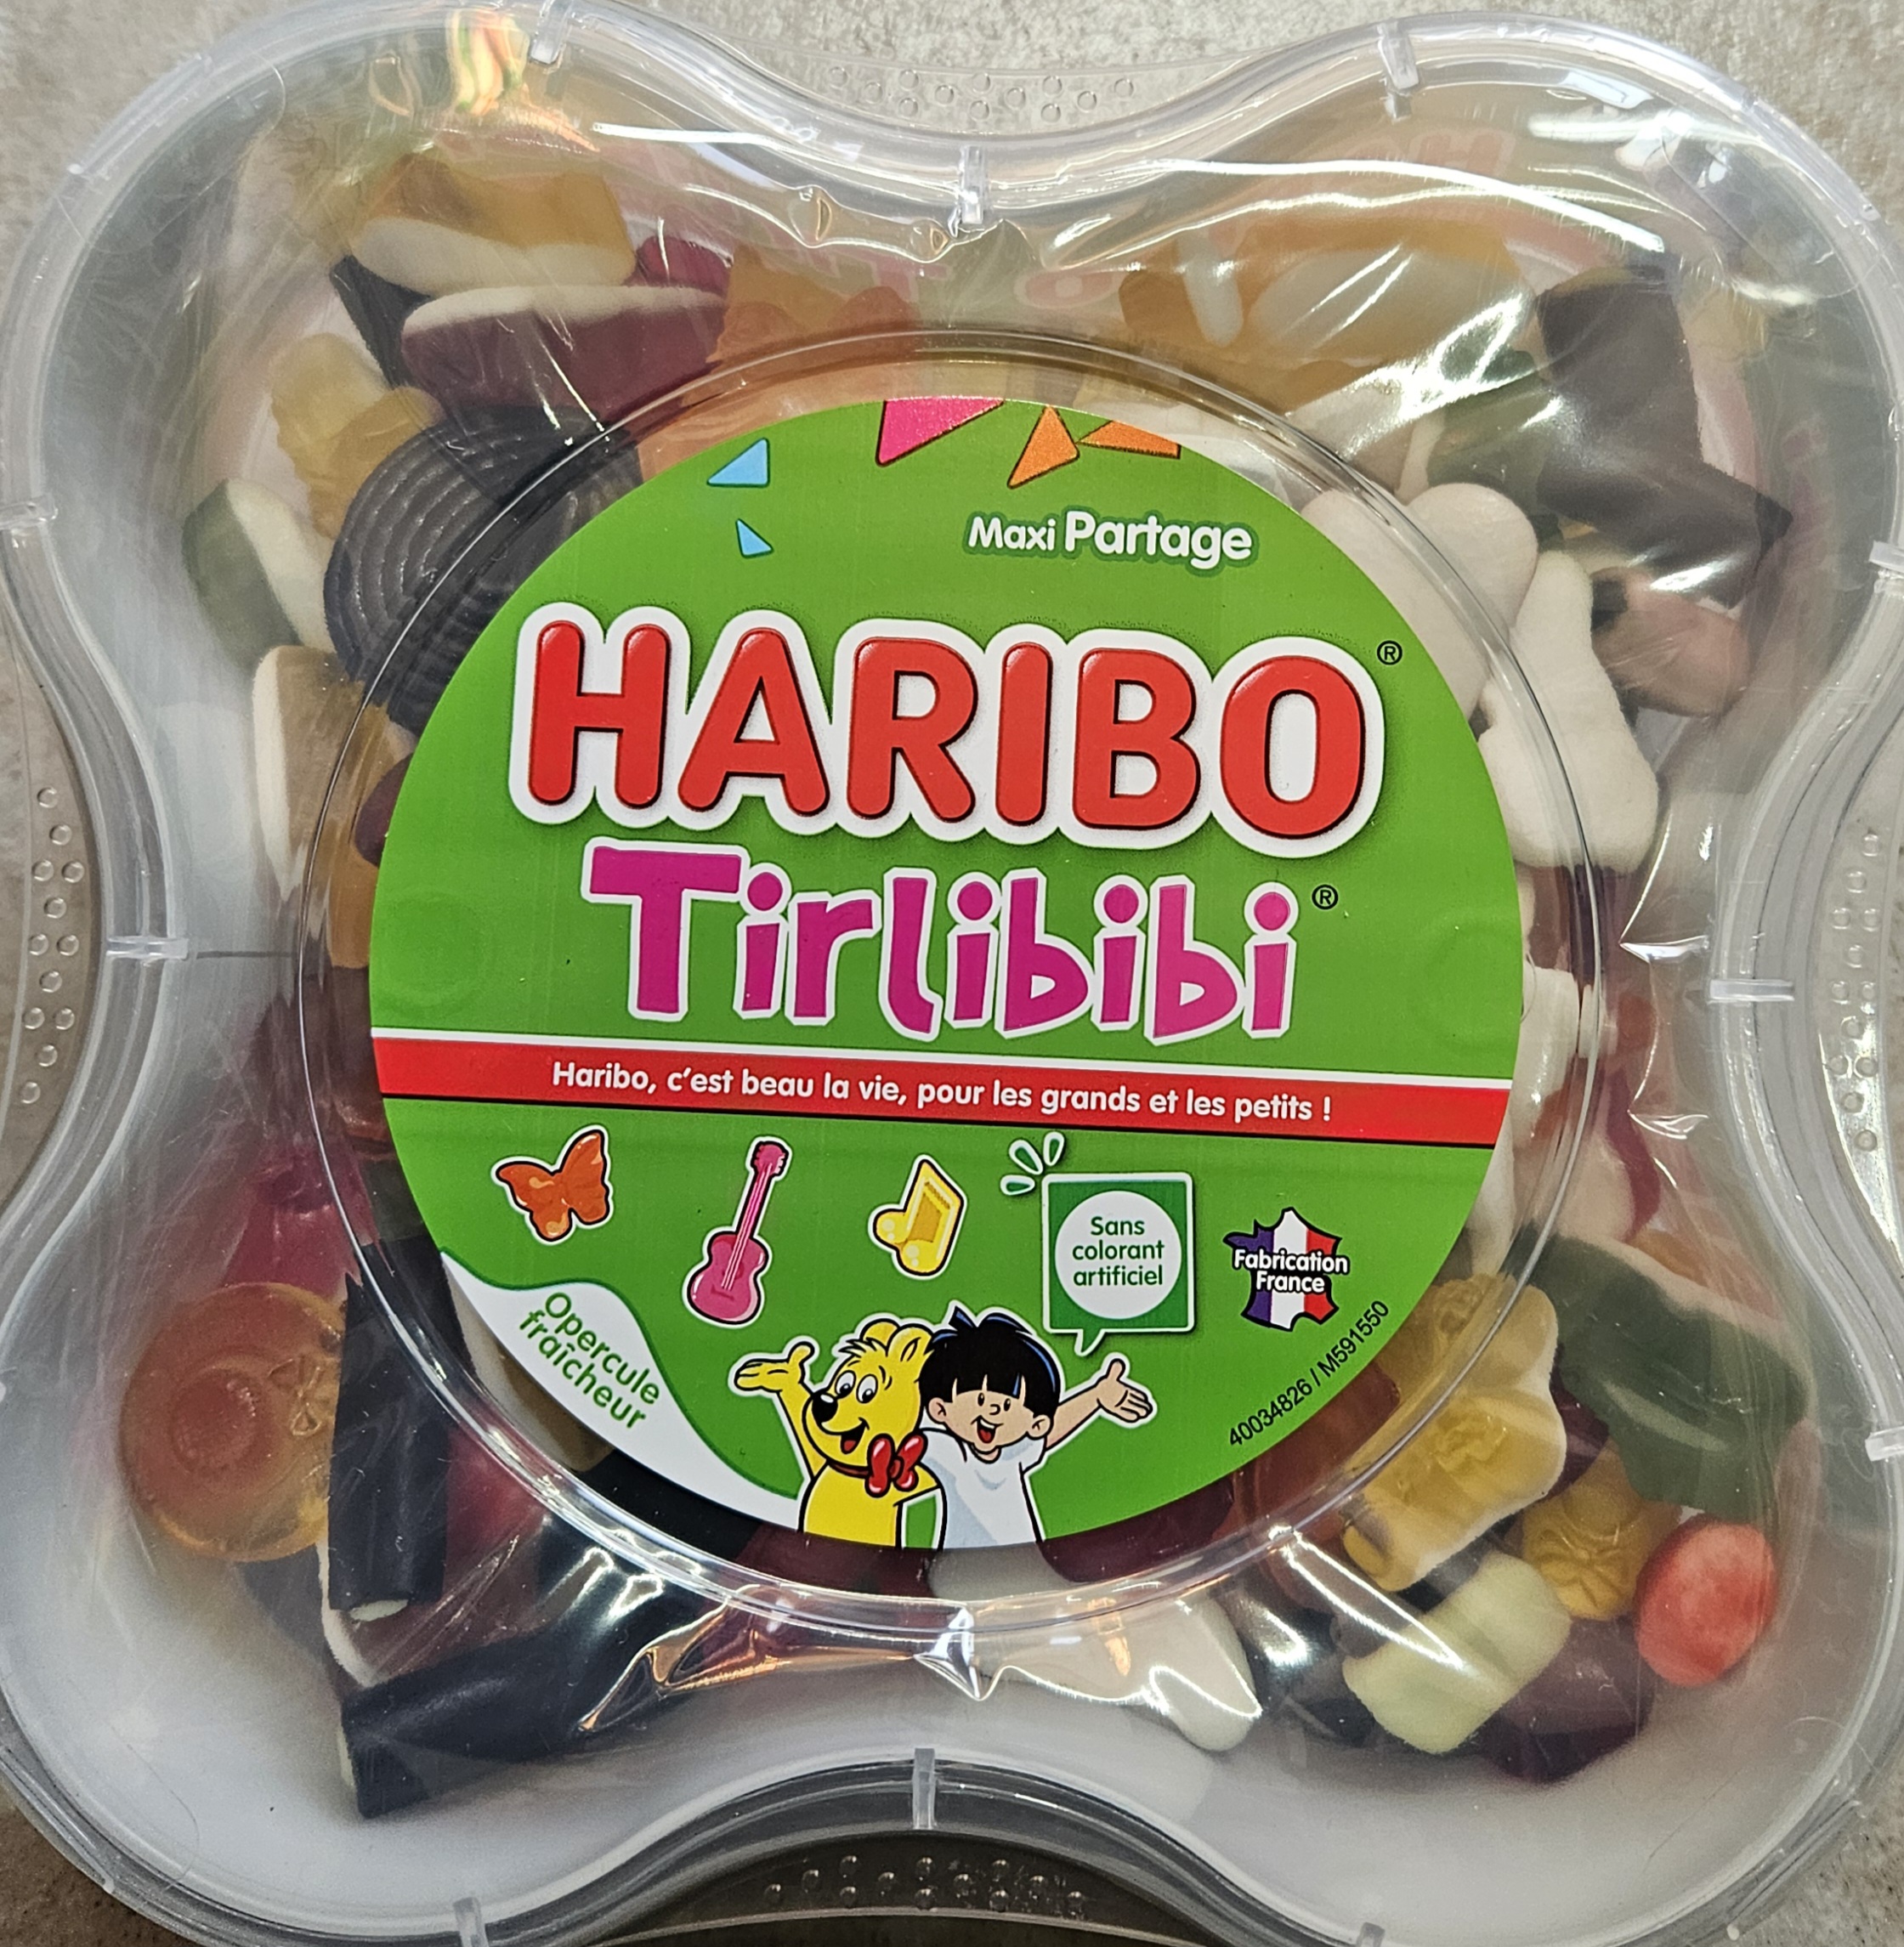 Maxi Partage
HARIBO®
Tirlibibi®
Haribo, c'est beau la vie, pour les grands et les petits !
Sans
colorant
artificiel
Fabrication
France
Opercule
fraîcheur
40034826 / M591550